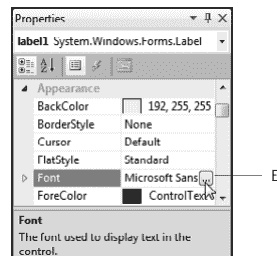 Properties
label1 System.Windows.Forms.Label
Appearance
BackColor 192, 255, 255
BorderStyle None
Cursor Default
FlatStyle Standard
Font Microsoft Sans ...
ForeColor ControlText
Font
The font used to display text in the
control.
E